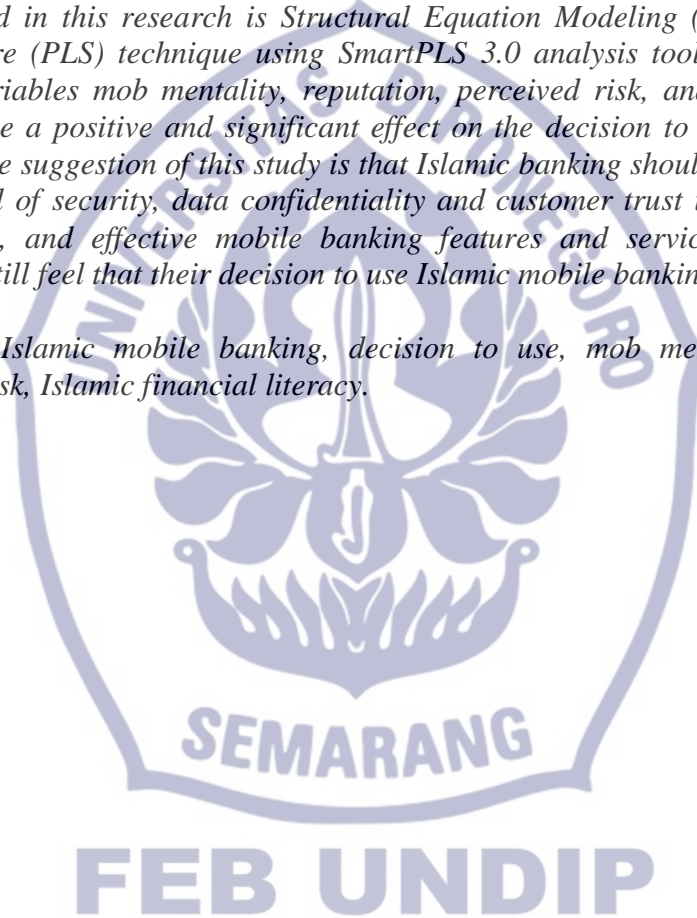 d in this research is Structural Equation Modeling (
re (PLS) technique using SmartPLS 3.0 analysis tool
riables mob mentality, reputation, perceived risk, and
e a positive and significant effect on the decision to
e suggestion of this study is that Islamic banking shoul
l of security, data confidentiality and customer trust i
, and effective mobile banking features and servic
till feel that their decision to use Islamic mobile bankin
Islamic mobile banking, decision to use, mob me
sk, Islamic financial literacy.
UNIVERSITAS DIPONEGORO
SEMARANG
FEB UNDIP